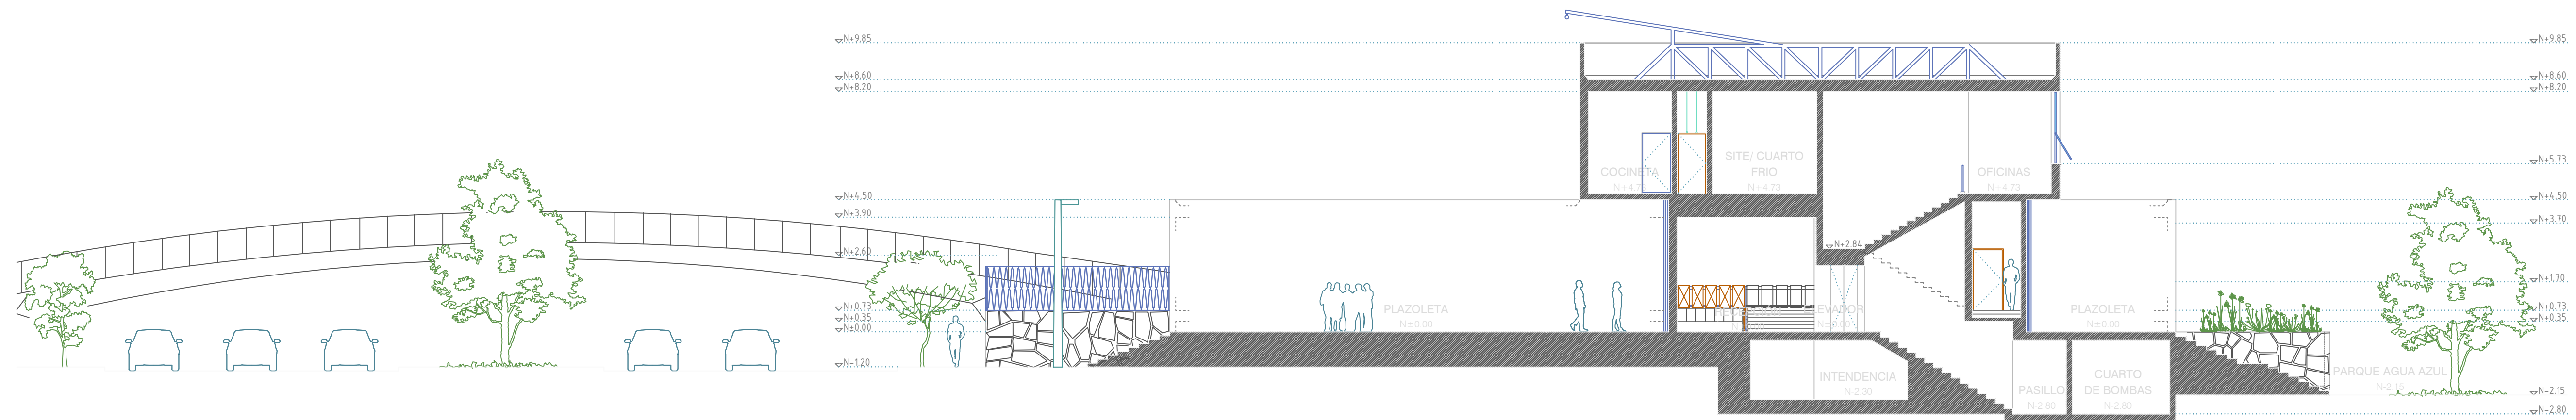 N+9.85
N+8.60
N+8.20
N+4.50
N+3.90
N+2.60
N+0.73
N+0.35
N±0.00
N-1.20
COCINETA
SITE/ CUARTO
FRIO
N+4.73
OFICINAS
N+4.73
N+2.84
PLAZOLETA
N±0.00
ELEVADOR
PLAZOLETA
N±0.00
INTENDENCIA
N-2.30
PASILLO
N-2.80
CUARTO
DE BOMBAS
N-2.80
PARQUE AGUA AZUL
N-2.15
N+9.85
N+8.60
N+8.20
N+5.73
N+4.50
N+3.70
N+1.70
N+0.73
N+0.35
N-2.15
N-2.80